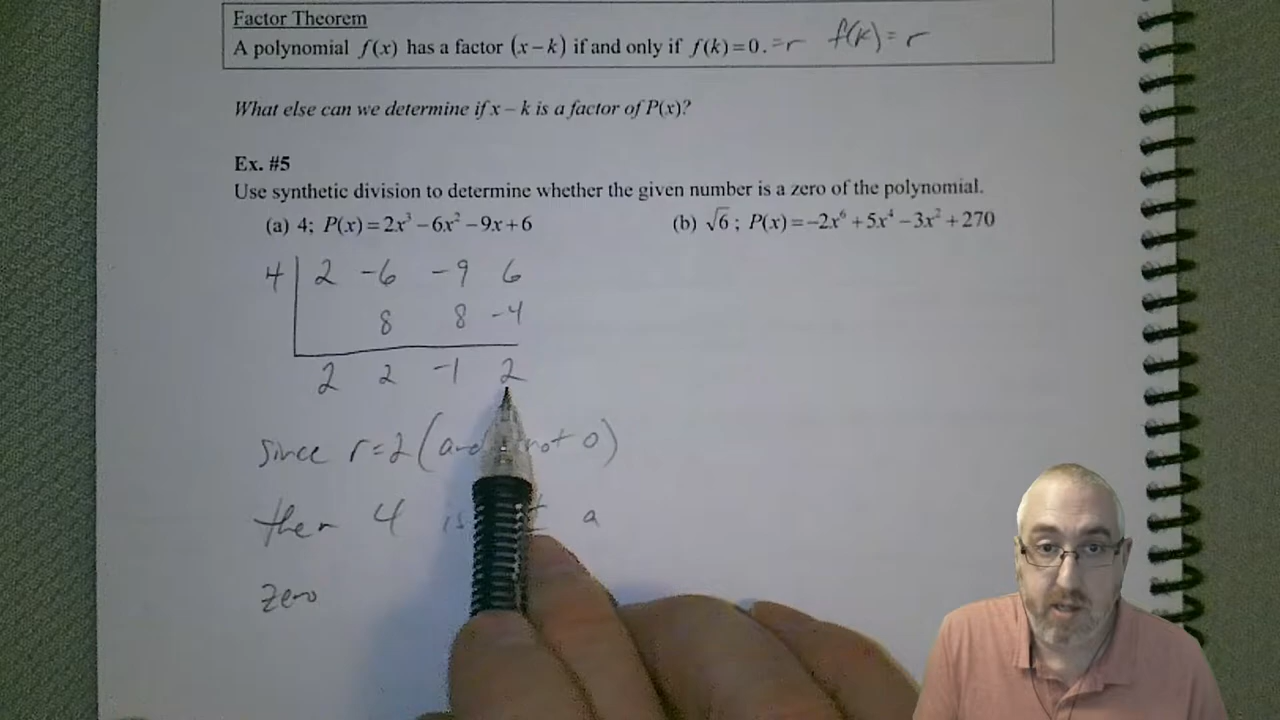 Factor Theorem
A polynomial f(x) has a factor (x−k) if and only if f(k)=0. =r f(k)=r
What else can we determine if x – k is a factor of P(x)?
Ex. #5
Use synthetic division to determine whether the given number is a zero of the polynomial.
(a) 4; P(x)=2x³−6x²−9x+6
(b) √6; P(x)=−2x⁶+5x⁴−3x²+270
4 | 2 -6 -9 6
8 8 -4
2 2 -1 2
since r=2 (and not 0)
then 4 is a
zero